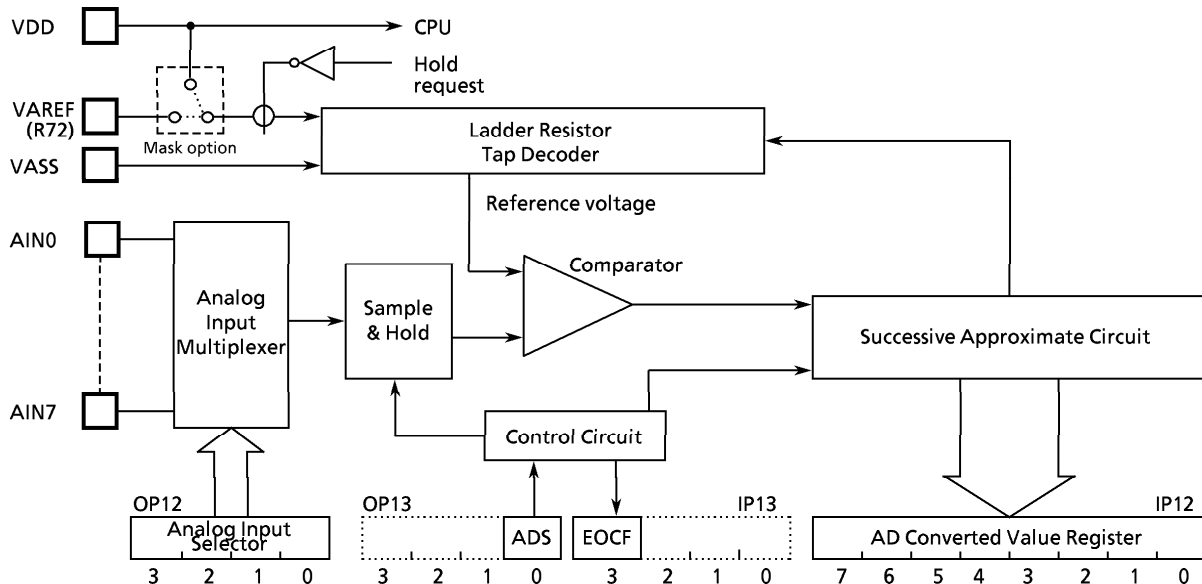 VDD
CPU
Hold
request
VAREF
(R72)
Mask option
VASS
Ladder Resistor
Tap Decoder
Reference voltage
AIN0
Analog
Input
Multiplexer
Sample
& Hold
Comparator
Successive Approximate Circuit
AIN7
Control Circuit
OP12
Analog Input
Selector
3 2 1 0
OP13
ADS
3 2 1 0
IP13
EOCF
3 2 1 0
IP12
AD Converted Value Register
7 6 5 4 3 2 1 0